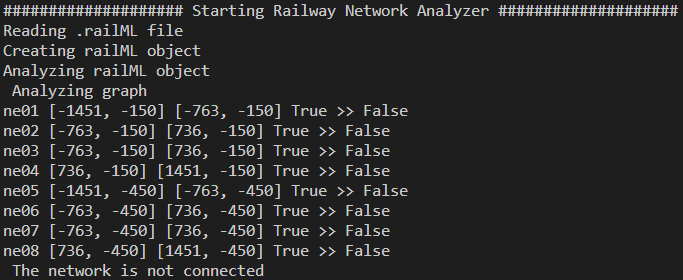 #################### Starting Railway Network Analyzer ####################
Reading .railML file
Creating railML object
Analyzing railML object
 Analyzing graph
ne01 [-1451, -150] [-763, -150] True >> False
ne02 [-763, -150] [736, -150] True >> False
ne03 [-763, -150] [736, -150] True >> False
ne04 [736, -150] [1451, -150] True >> False
ne05 [-1451, -450] [-763, -450] True >> False
ne06 [-763, -450] [736, -450] True >> False
ne07 [-763, -450] [736, -450] True >> False
ne08 [736, -450] [1451, -450] True >> False
 The network is not connected